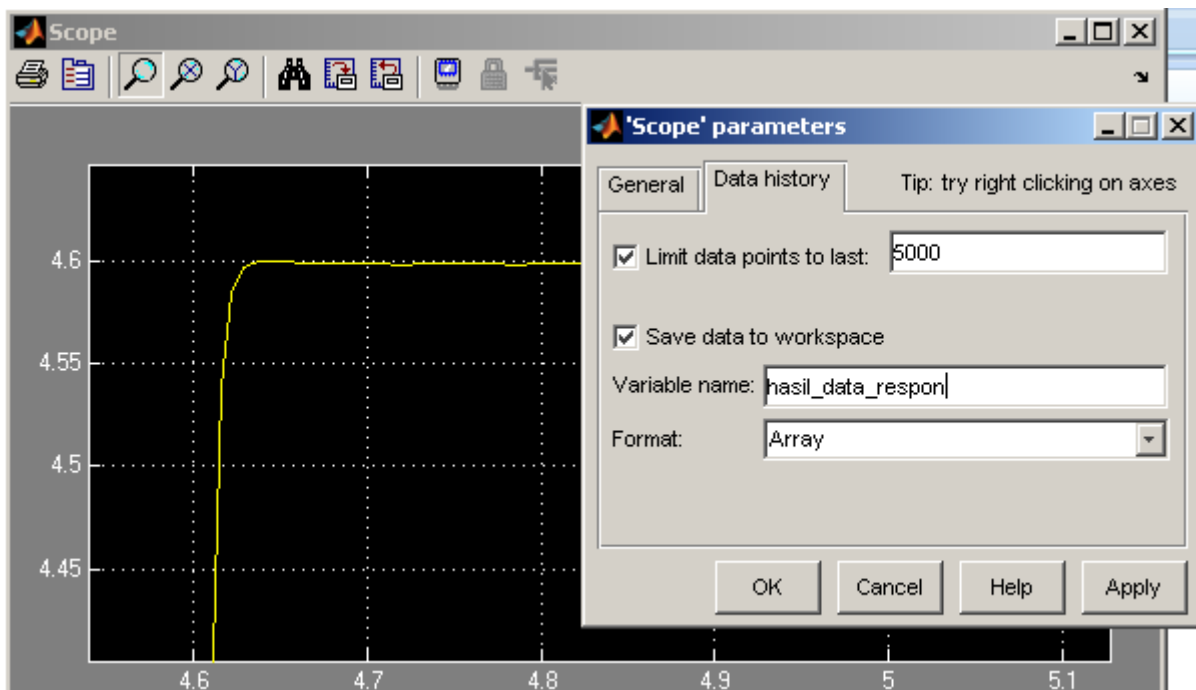 Scope
'Scope' parameters
General Data history Tip: try right clicking on axes
Limit data points to last: 5000
Save data to workspace
Variable name: hasil_data_respon
Format: Array
OK Cancel Help Apply
4.6
4.55
4.5
4.45
4.6 4.7 4.8 4.9 5 5.1